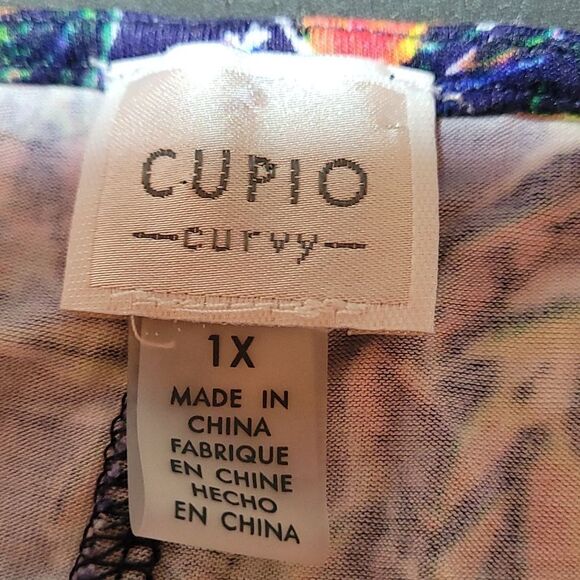 CUPIO
curvy
1X
MADE IN
CHINA
FABRIQUE
EN CHINE
HECHO
EN CHINA